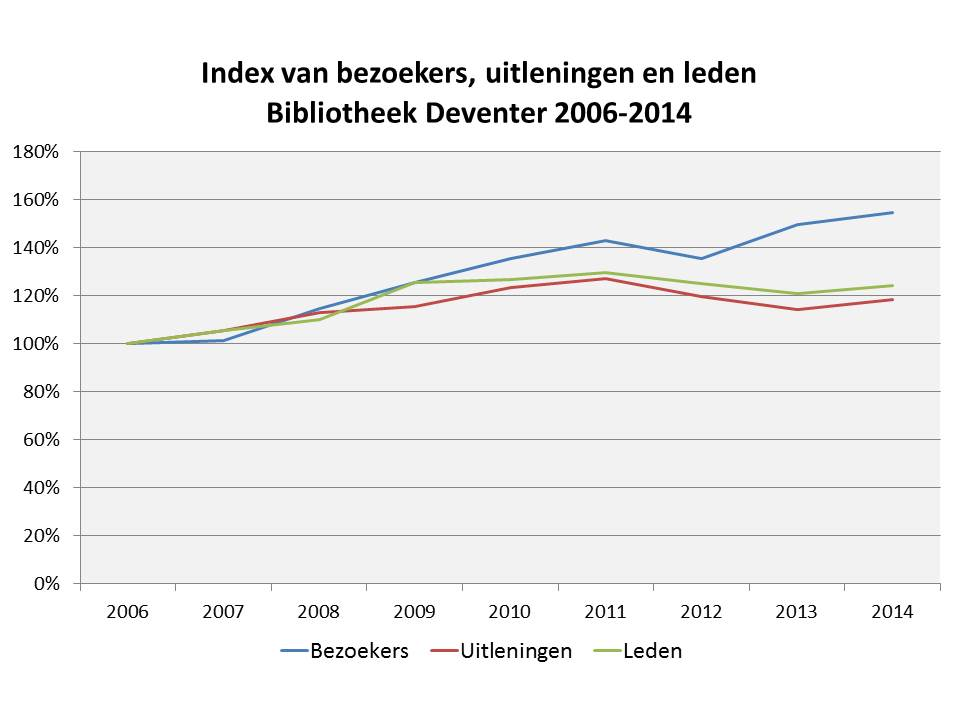 Index van bezoekers, uitleningen en leden
Bibliotheek Deventer 2006-2014
180%
160%
140%
120%
100%
80%
60%
40%
20%
0%
2006 2007 2008 2009 2010 2011 2012 2013 2014
Bezoekers Uitleningen Leden